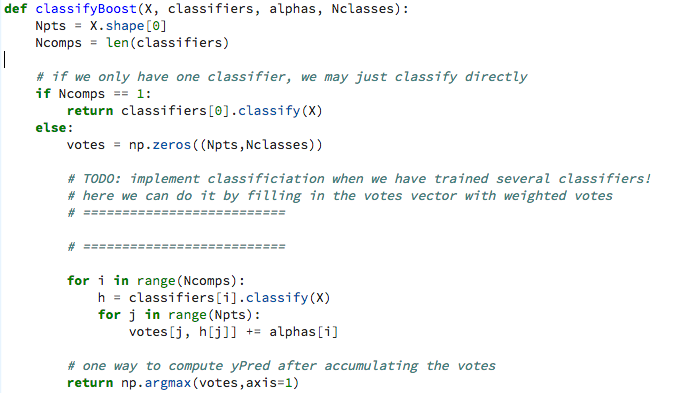 def classifyBoost(X, classifiers, alphas, Nclasses):
    Npts = X.shape[0]
    Ncomps = len(classifiers)

    # if we only have one classifier, we may just classify directly
    if Ncomps == 1:
        return classifiers[0].classify(X)
    else:
        votes = np.zeros((Npts,Nclasses))

        # TODO: implement classificiation when we have trained several classifiers!
        # here we can do it by filling in the votes vector with weighted votes
        # ==========================

        # ==========================

        for i in range(Ncomps):
            h = classifiers[i].classify(X)
            for j in range(Npts):
                votes[j, h[j]] += alphas[i]

        # one way to compute yPred after accumulating the votes
        return np.argmax(votes,axis=1)